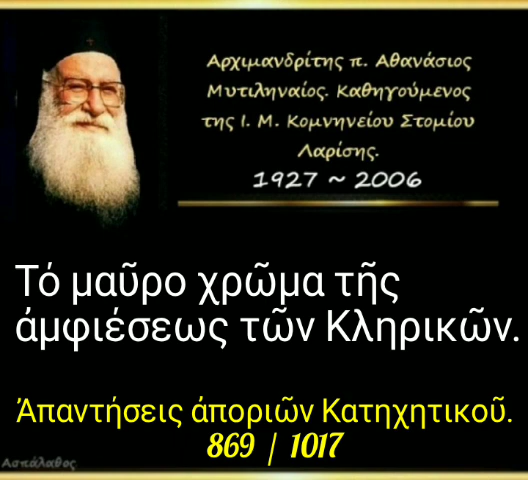 Αρχιμανδρίτης π. Αθανάσιος
Μυτιληναίος. Καθηγούμενος
της Ι. Μ. Κομνηνείου Στομίου
Λαρίσης.
1927 ~ 2006
Τό μαῦρο χρῶμα τῆς
ἀμφιέσεως τῶν Κληρικῶν.
Ἀπαντήσεις ἀποριῶν Κατηχητικοῦ.
869 / 1017
Ασπάλαθος